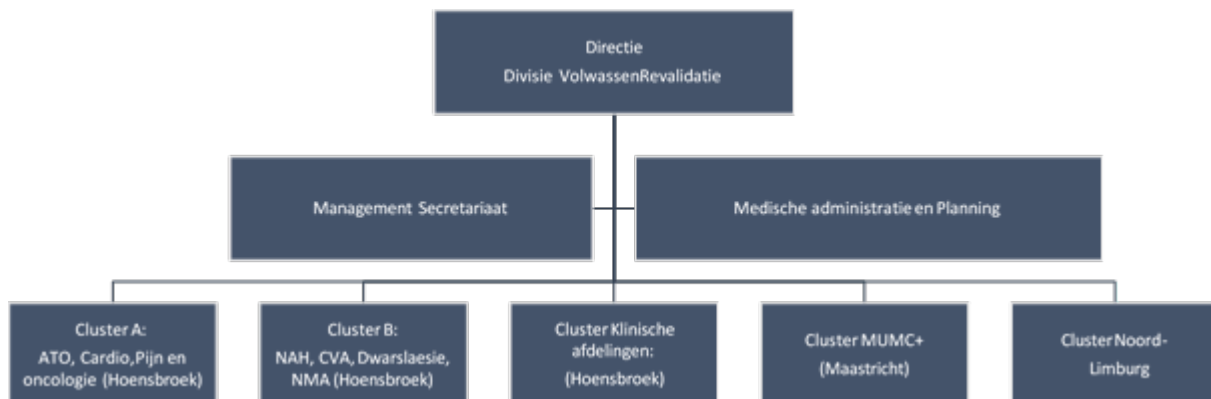 Directie
Divisie VolwassenRevalidatie
Management Secretariaat
Medische administratie en Planning
Cluster A:
ATO, Cardio,Pijn en
oncologie (Hoensbroek)
Cluster B:
NAH, CVA, Dwarslaesie,
NMA (Hoensbroek)
Cluster Klinische
afdelingen:
(Hoensbroek)
Cluster MUMC+
(Maastricht)
Cluster Noord-
Limburg